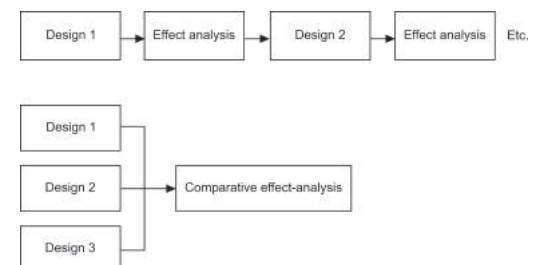 Design 1 Effect analysis Design 2 Effect analysis Etc.
Design 1
Design 2 Comparative effect-analysis
Design 3